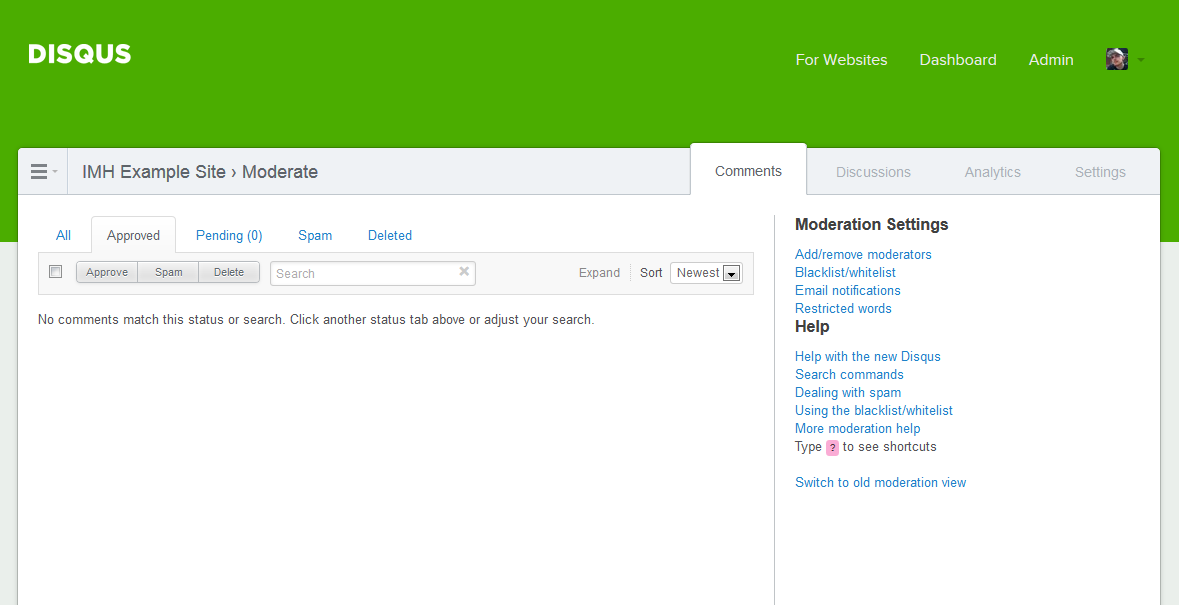 DISQUS
For Websites Dashboard Admin
IMH Example Site › Moderate
Comments Discussions Analytics Settings
All Approved Pending (0) Spam Deleted
Approve Spam Delete Search Expand Sort Newest
No comments match this status or search. Click another status tab above or adjust your search.
Moderation Settings
Add/remove moderators
Blacklist/whitelist
Email notifications
Restricted words
Help
Help with the new Disqus
Search commands
Dealing with spam
Using the blacklist/whitelist
More moderation help
Type ? to see shortcuts
Switch to old moderation view